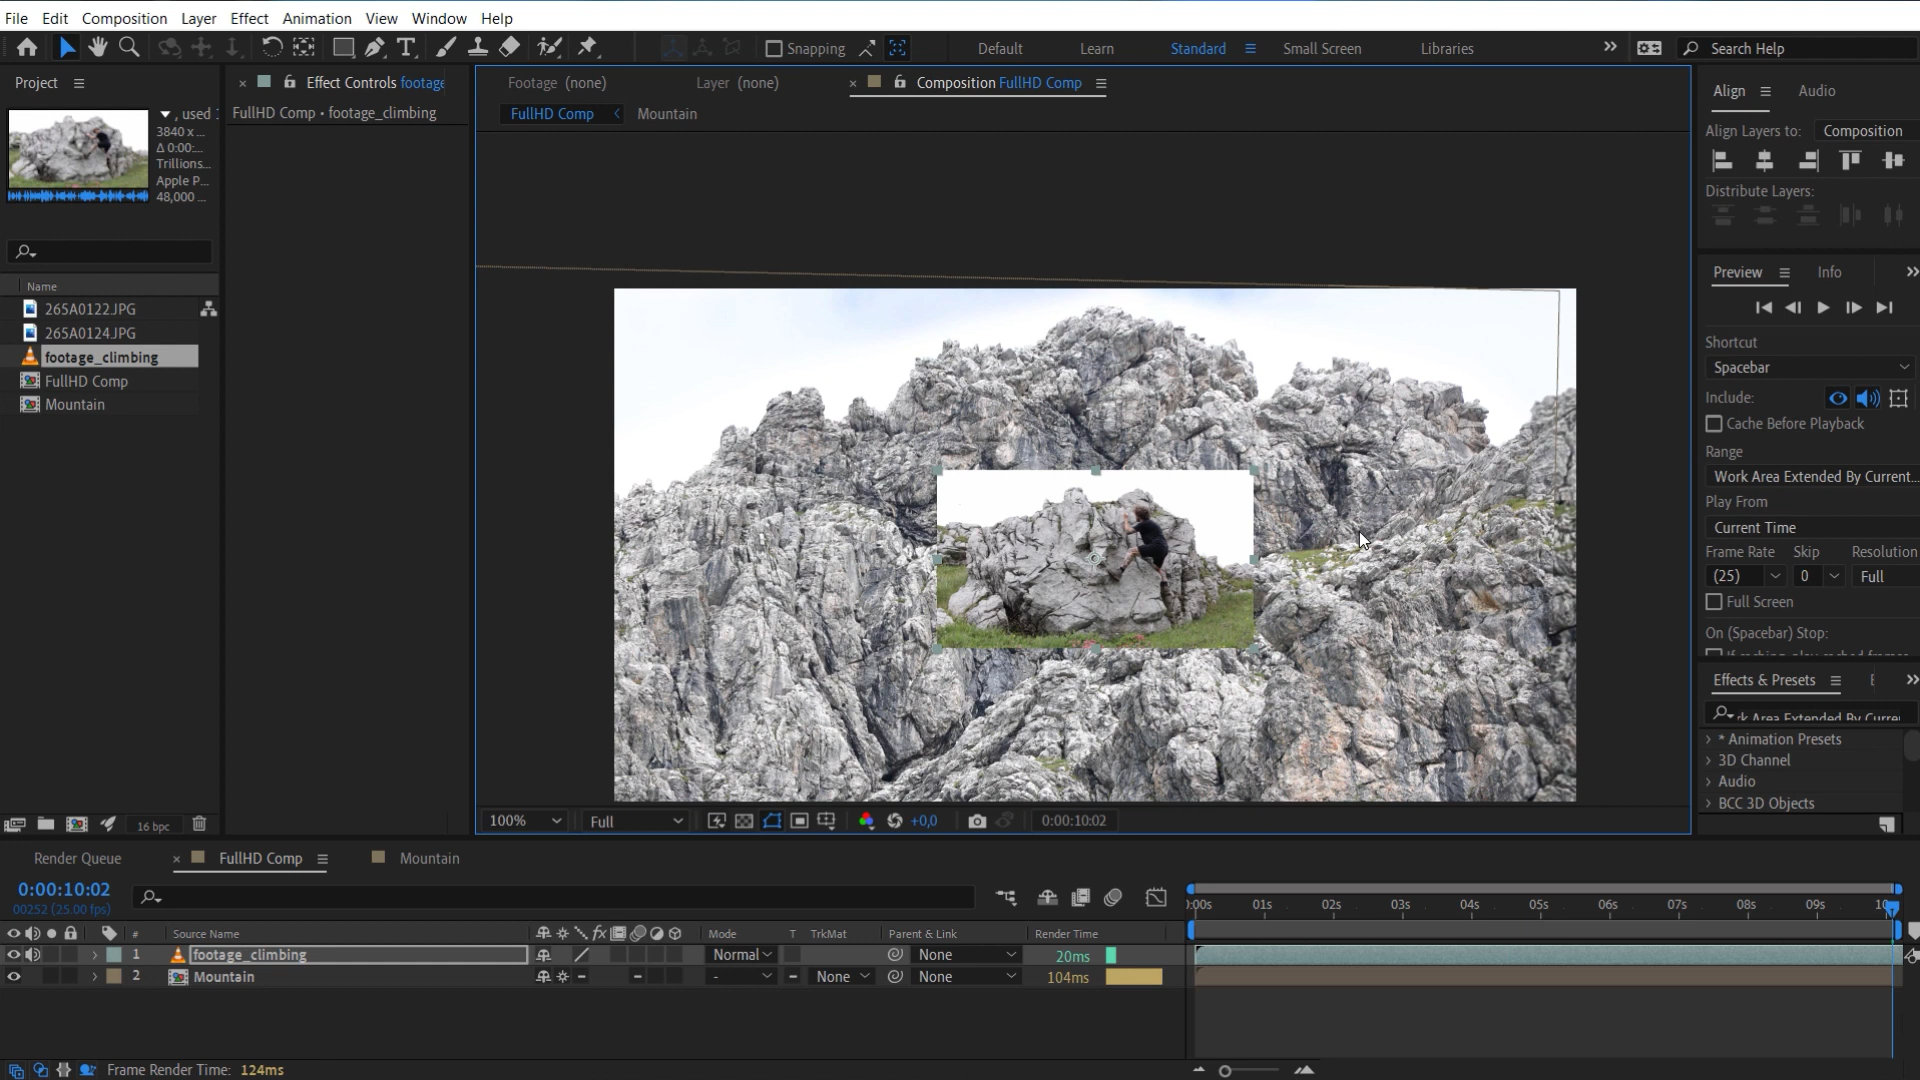 File Edit Composition Layer Effect Animation View Window Help
Snapping Default Learn Standard Small Screen Libraries Search Help
Project
Effect Controls footage
Footage (none) Layer (none) Composition FullHD Comp
FullHD Comp • footage_climbing
FullHD Comp Mountain
, used 1
3840 x ...
Δ 0:00:...
Trillions...
Apple P...
48,000 ...
Name
265A0122.JPG
265A0124.JPG
footage_climbing
FullHD Comp
Mountain
16 bpc
100% Full +0,0 0:00:10:02
Align Audio
Align Layers to: Composition
Distribute Layers:
Preview Info
Shortcut
Spacebar
Include:
Cache Before Playback
Range
Work Area Extended By Current...
Play From
Current Time
Frame Rate Skip Resolution
(25) 0 Full
Full Screen
On (Spacebar) Stop:
Effects & Presets
* Animation Presets
3D Channel
Audio
BCC 3D Objects
Render Queue FullHD Comp Mountain
0:00:10:02
00252 (25.00 fps)
01s 02s 03s 04s 05s 06s 07s 08s 09s 10
# Source Name fx Mode T TrkMat Parent & Link Render Time
1 footage_climbing Normal None 20ms
2 Mountain - None None 104ms
Frame Render Time: 124ms